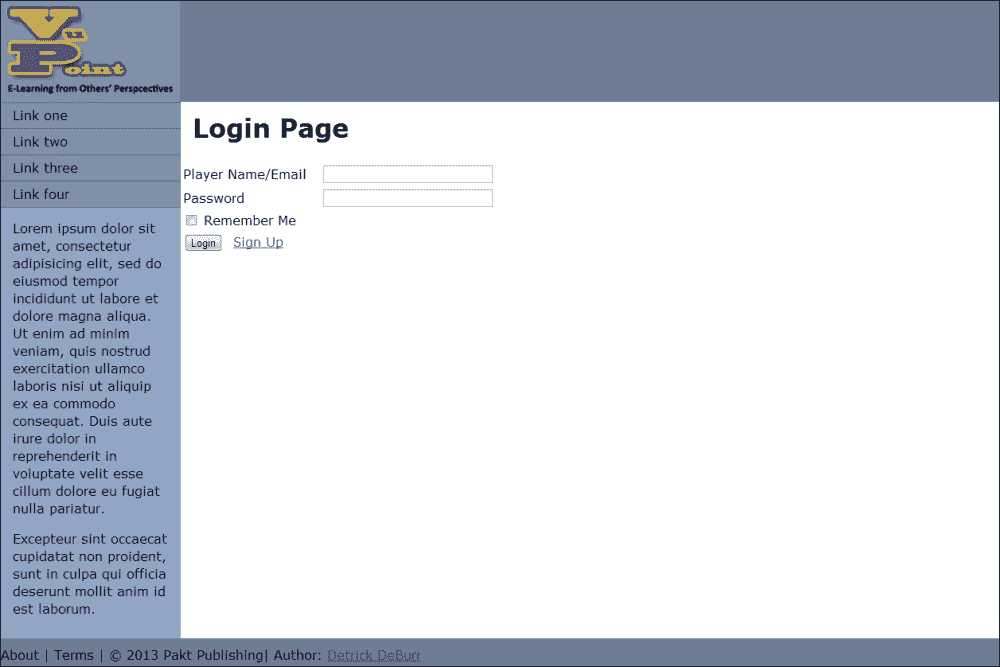 Yu
Point
E-Learning from Others' Perspcectives
Link one
Link two
Link three
Link four
Lorem ipsum dolor sit
amet, consectetur
adipisicing elit, sed do
eiusmod tempor
incididunt ut labore et
dolore magna aliqua.
Ut enim ad minim
veniam, quis nostrud
exercitation ullamco
laboris nisi ut aliquip
ex ea commodo
consequat. Duis aute
irure dolor in
reprehenderit in
voluptate velit esse
cillum dolore eu fugiat
nulla pariatur.
Excepteur sint occaecat
cupidatat non proident,
sunt in culpa qui officia
deserunt mollit anim id
est laborum.
Login Page
Player Name/Email
Password
Remember Me
Login Sign Up
About | Terms | © 2013 Pakt Publishing| Author: Detrick DeBurr